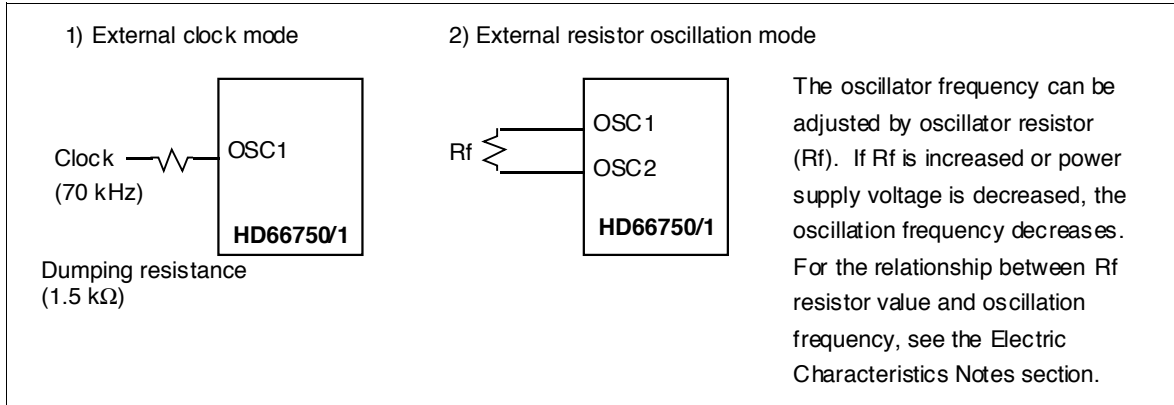 1) External clock mode
Clock
(70 kHz)
OSC1
HD66750/1
Dumping resistance
(1.5 kΩ)
2) External resistor oscillation mode
Rf
OSC1
OSC2
HD66750/1
The oscillator frequency can be
adjusted by oscillator resistor
(Rf). If Rf is increased or power
supply voltage is decreased, the
oscillation frequency decreases.
For the relationship between Rf
resistor value and oscillation
frequency, see the Electric
Characteristics Notes section.